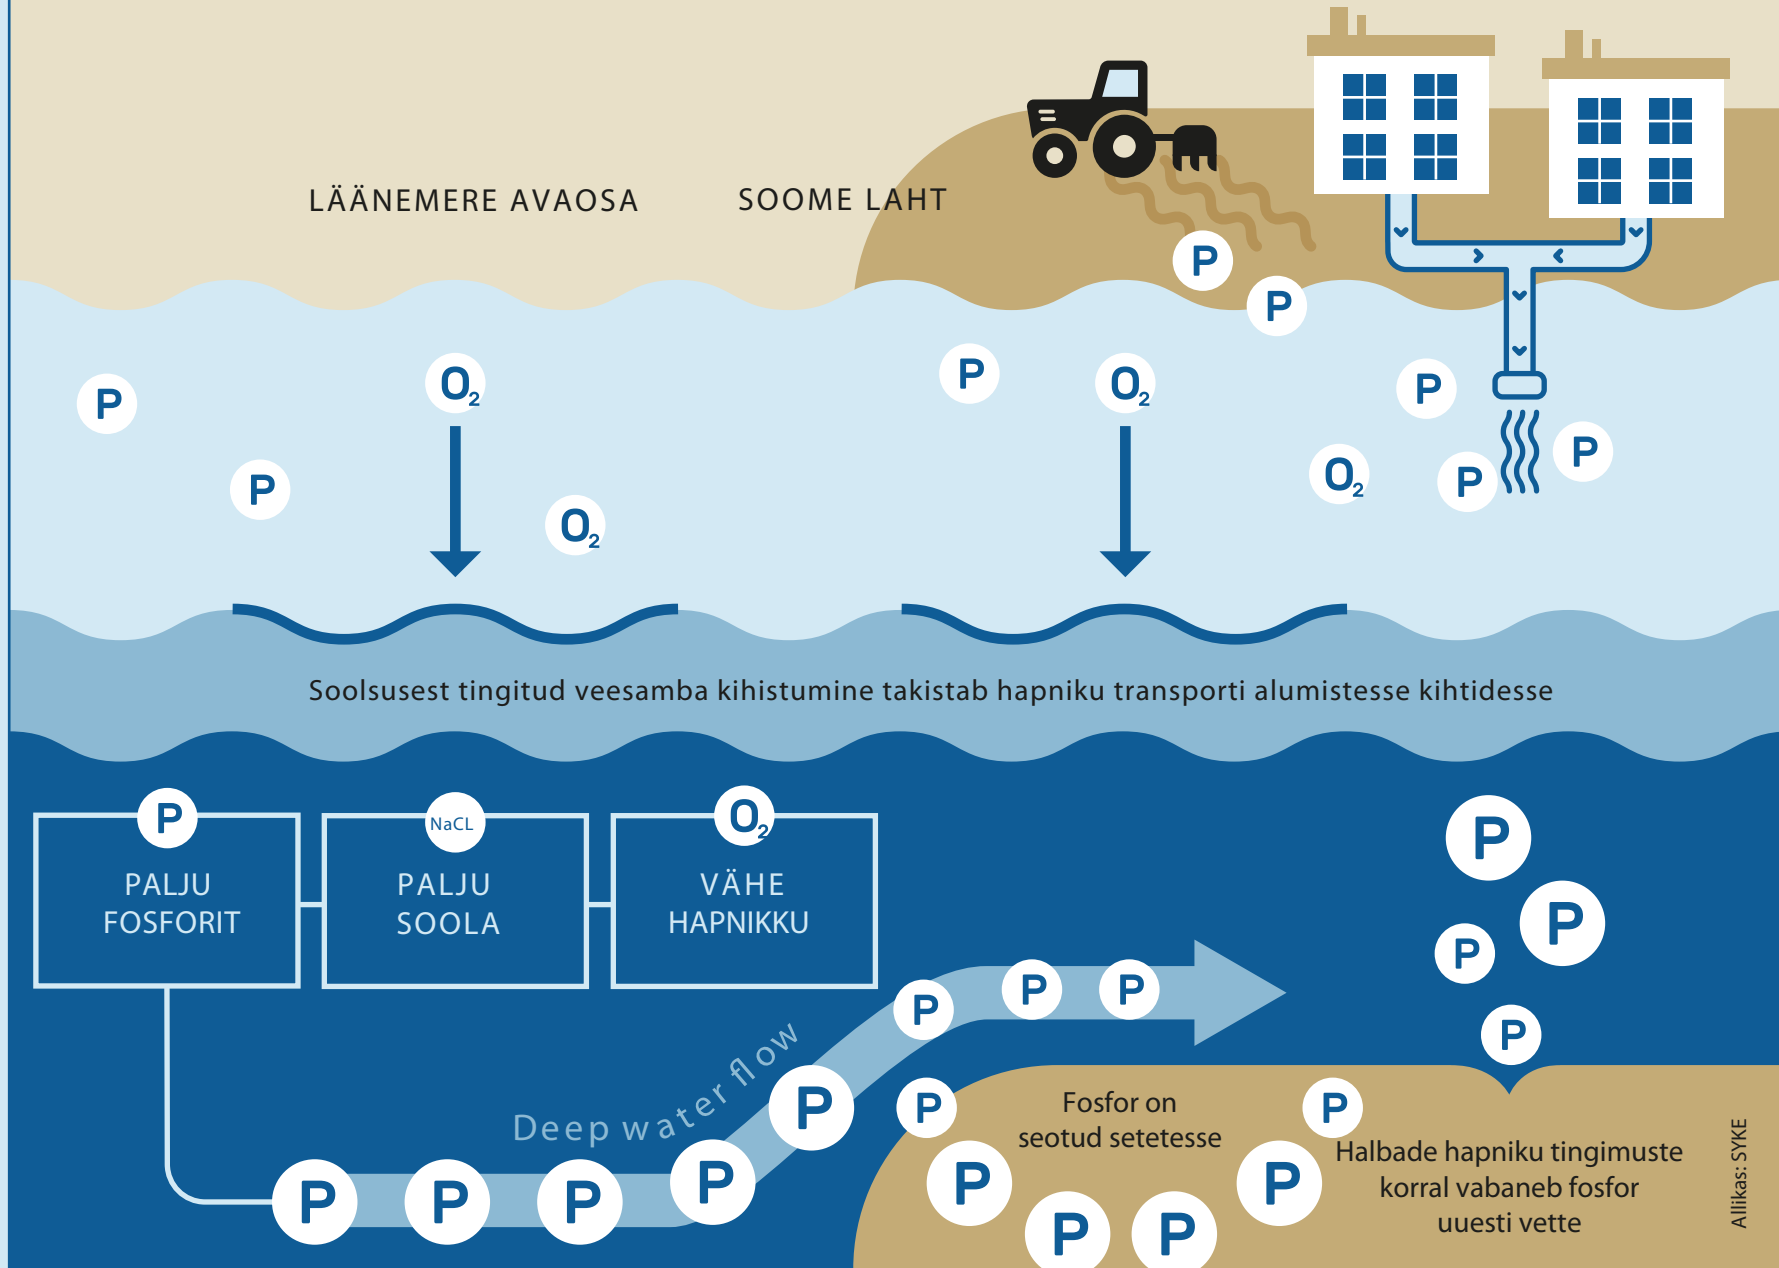 LÄÄNEMERE AVAOSA
SOOME LAHT
P
P
P
O₂
P
O₂
P
P
O₂
P
O₂
P
P
Soolsusest tingitud veesamba kihistumine takistab hapniku transporti alumistesse kihtidesse
P
PALJU
FOSFORIT
NaCL
PALJU
SOOLA
O₂
VÄHE
HAPNIKKU
P
P
P
P
Deep water flow
P
P
P
P
P
P
P
P
P
Fosfor on
seotud setetesse
P
P
P
P
P
P
Halbade hapniku tingimuste
korral vabaneb fosfor
uuesti vette
Allikas: SYKE